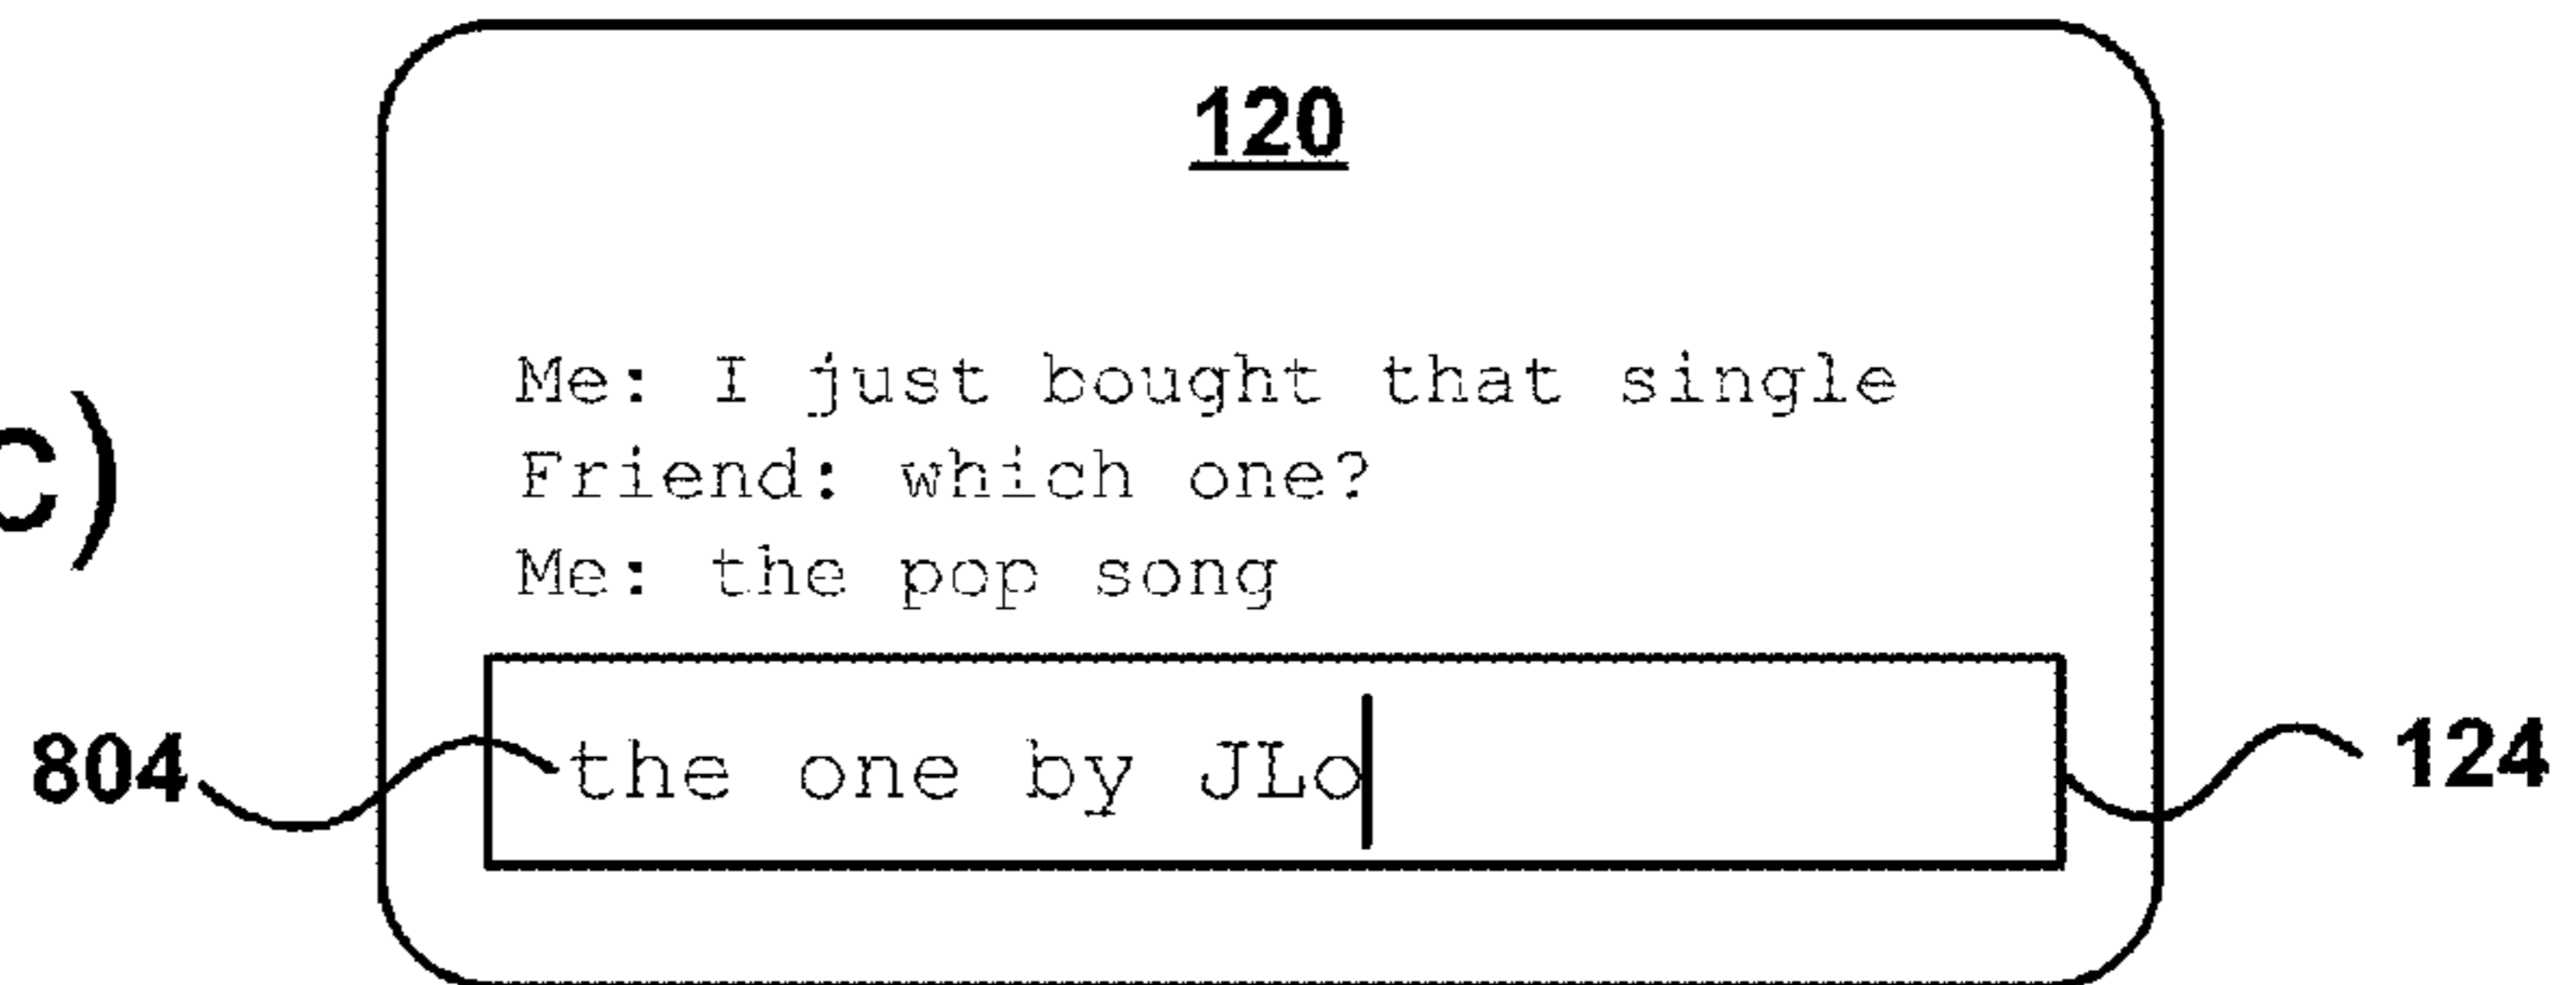 120
Me: I just bought that single
c)
Friend: which one?
Me: the pop song
804
the one by JLo
124